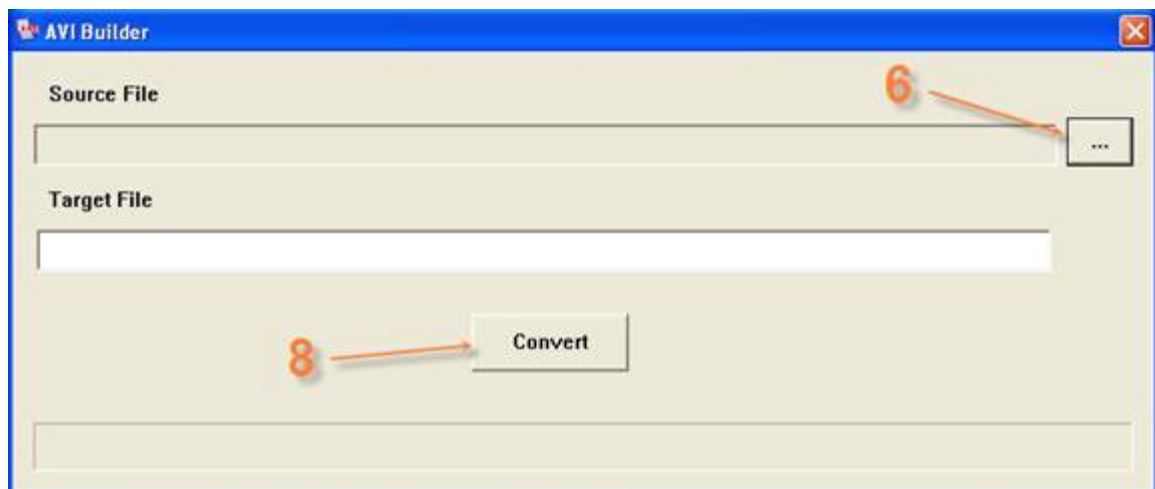 AVI Builder
6
Source File
...
Target File
8
Convert